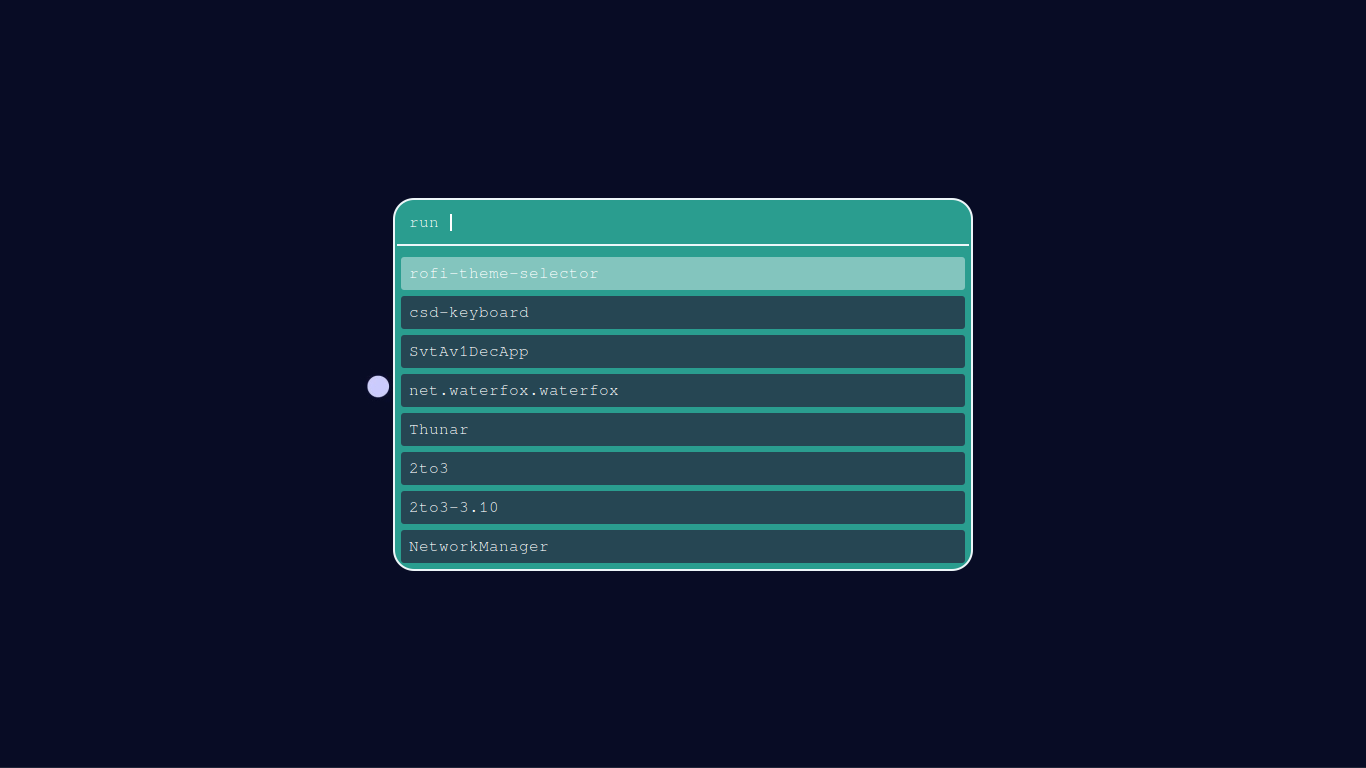 run
rofi-theme-selector
csd-keyboard
SvtAv1DecApp
net.waterfox.waterfox
Thunar
2to3
2to3-3.10
NetworkManager